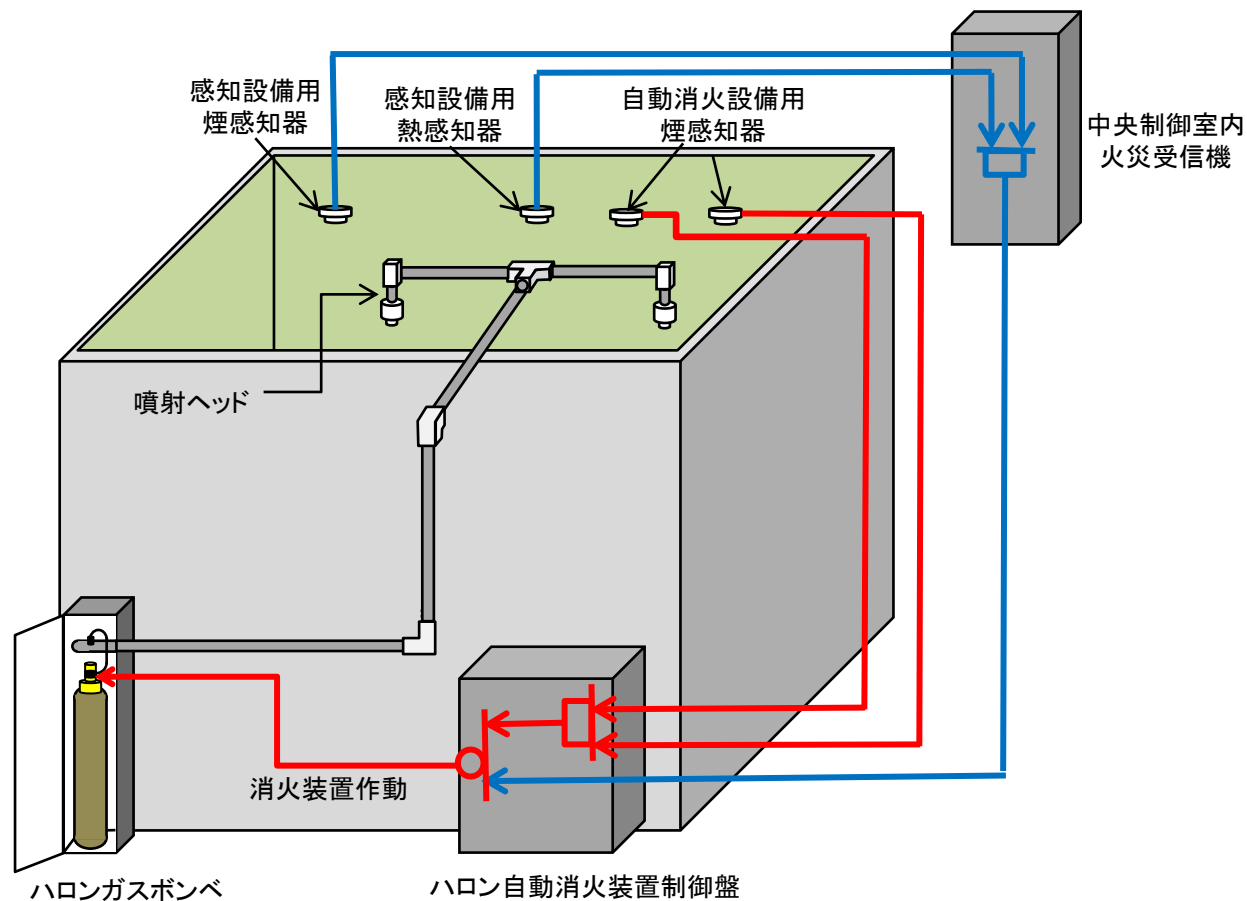 感知設備用
煙感知器
感知設備用
熱感知器
自動消火設備用
煙感知器
中央制御室内
火災受信機
噴射ヘッド
消火装置作動
ハロンガスボンベ
ハロン自動消火装置制御盤